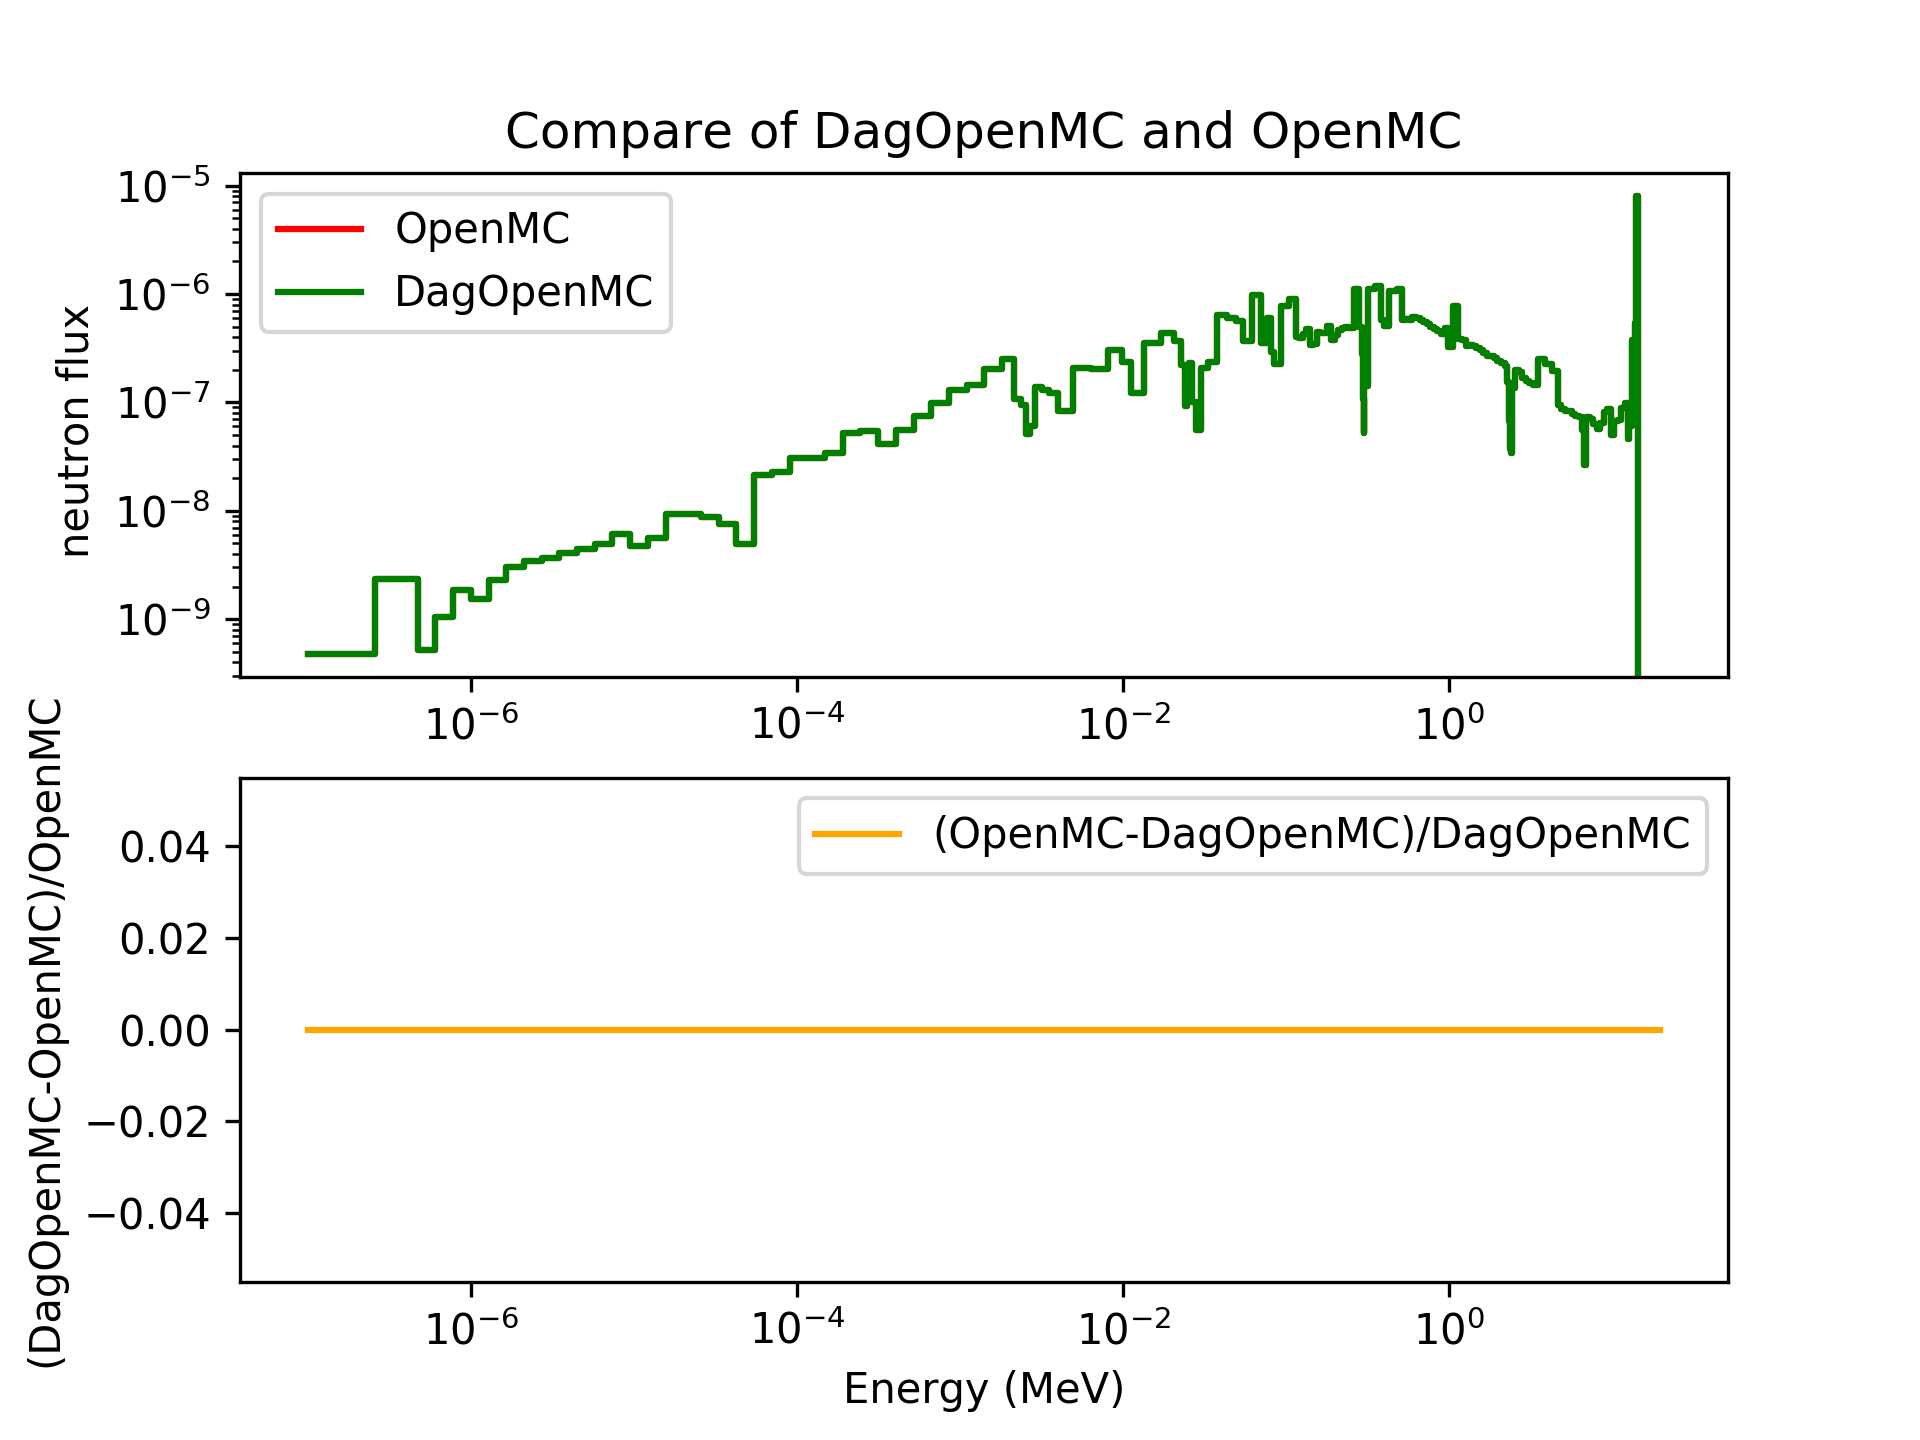 Compare of DagOpenMC and OpenMC
neutron flux
10⁻⁵
10⁻⁶
10⁻⁷
10⁻⁸
10⁻⁹
OpenMC
DagOpenMC
10⁻⁶ 10⁻⁴ 10⁻² 10⁰
(DagOpenMC-OpenMC)/OpenMC
0.04
0.02
0.00
−0.02
−0.04
(OpenMC-DagOpenMC)/DagOpenMC
10⁻⁶ 10⁻⁴ 10⁻² 10⁰
Energy (MeV)